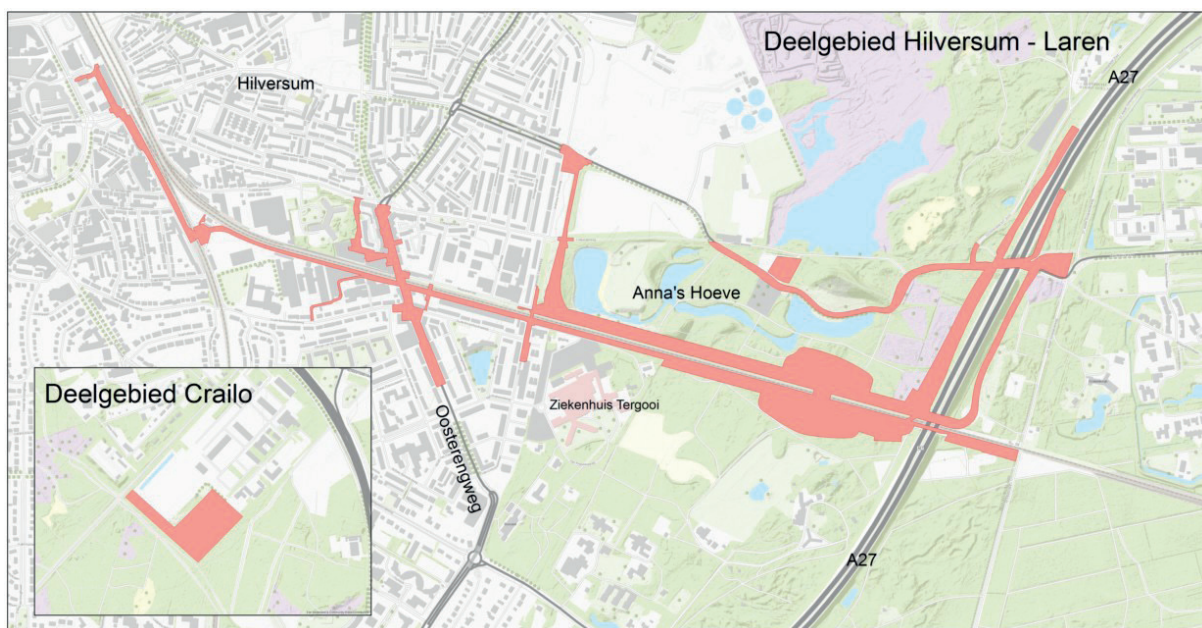 Deelgebied Hilversum - Laren
A27
Hilversum
Anna's Hoeve
Ziekenhuis Tergooi
Deelgebied Crailo
Oosterengweg
A27